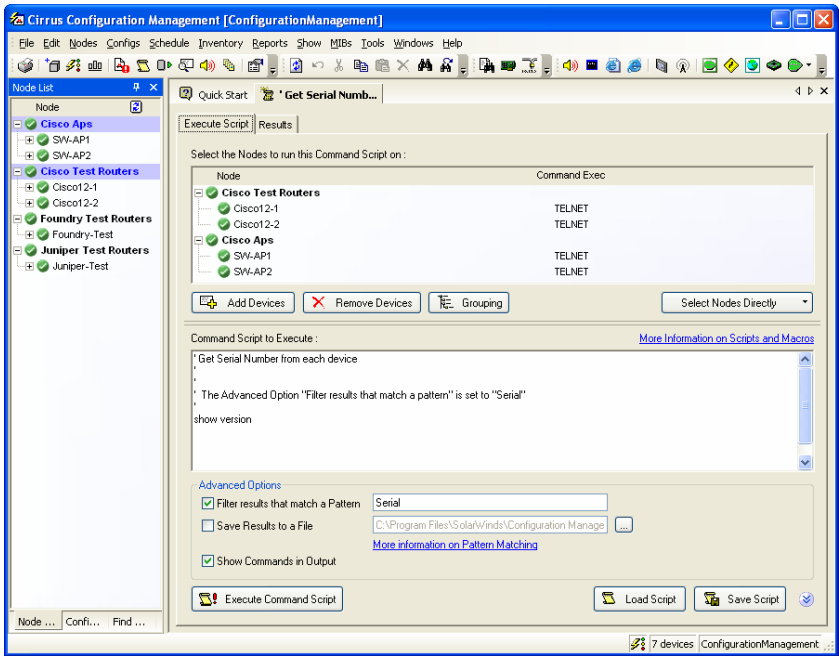 Cirrus Configuration Management [ConfigurationManagement]
File Edit Nodes Configs Schedule Inventory Reports Show MIBs Tools Windows Help
Node List
Quick Start ' Get Serial Numb...
Node
Execute Script Results
Cisco Aps
SW-AP1
SW-AP2
Cisco Test Routers
Cisco12-1
Cisco12-2
Foundry Test Routers
Foundry-Test
Juniper Test Routers
Juniper-Test
Select the Nodes to run this Command Script on :
Node Command Exec
Cisco Test Routers
Cisco12-1 TELNET
Cisco12-2 TELNET
Cisco Aps
SW-AP1 TELNET
SW-AP2 TELNET
Add Devices Remove Devices Grouping Select Nodes Directly
Command Script to Execute : More Information on Scripts and Macros
' Get Serial Number from each device
'
'
' The Advanced Option "Filter results that match a pattern" is set to "Serial"
'
show version
Advanced Options
Filter results that match a Pattern Serial
Save Results to a File C:\Program Files\SolarWinds\Configuration Manage ...
More information on Pattern Matching
Show Commands in Output
Execute Command Script Load Script Save Script
Node ... Confi... Find ...
7 devices ConfigurationManagement